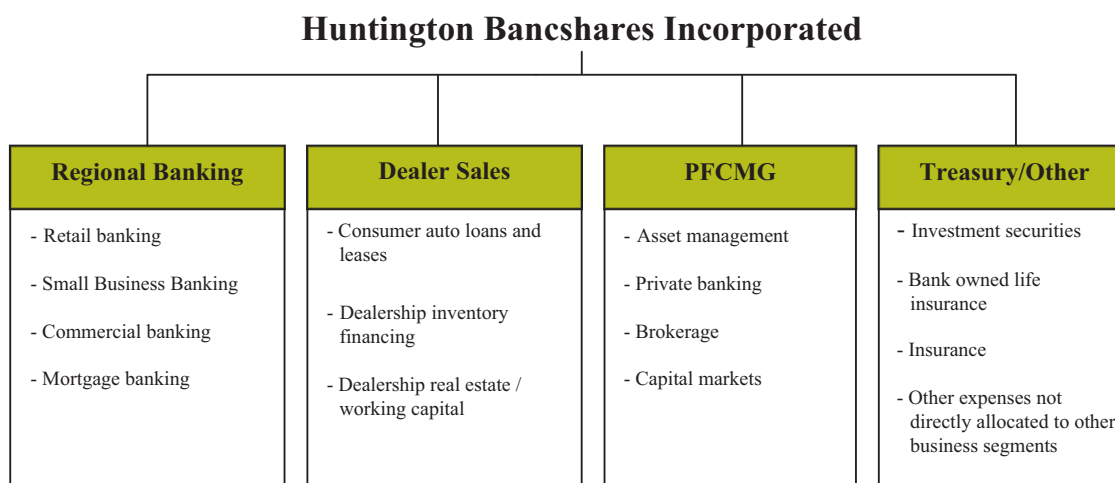 Huntington Bancshares Incorporated
Regional Banking
- Retail banking
- Small Business Banking
- Commercial banking
- Mortgage banking
Dealer Sales
- Consumer auto loans and
leases
- Dealership inventory
financing
- Dealership real estate /
working capital
PFCMG
- Asset management
- Private banking
- Brokerage
- Capital markets
Treasury/Other
- Investment securities
- Bank owned life
insurance
- Insurance
- Other expenses not
directly allocated to other
business segments